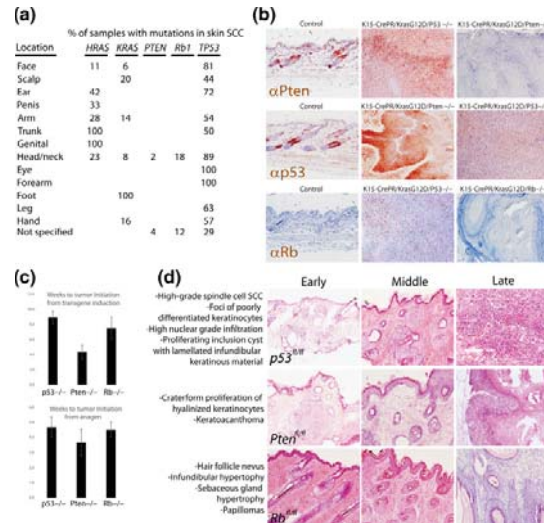 (a)
% of samples with mutations in skin SCC
Location HRAS KRAS PTEN Rb1 TP53
Face 11 6 81
Scalp 20 44
Ear 42 72
Penis 33
Arm 28 14 54
Trunk 100 50
Genital 100
Head/neck 23 8 2 18 89
Eye 100
Forearm 100
Foot 100
Leg 63
Hand 16 57
Not specified 4 12 29
(b)
Control K15-CrePR/KrasG12D/P53 -/- K15-CrePR/KrasG12D/Pten-/-
αPten
Control K15-CrePR/KrasG12D/Pten -/- K15-CrePR/KrasG12D/P53-/-
αp53
Control K15-CrePR/KrasG12D/P53-/- K15-CrePR/KrasG12D/Rb-/-
αRb
(c)
Weeks to tumor initiation
from transgene induction
p53-/- Pten-/- Rb-/-
Weeks to tumor initiation
from anagen
p53-/- Pten-/- Rb-/-
(d)
Early Middle Late
-High-grade spindle cell SCC
-Foci of poorly
differentiated keratinocytes
-High nuclear grade infiltration
-Proliferating inclusion cyst
with lamellated infundibular
keratinous material
p53fl/fl
-Craterform proliferation of
hyalinized keratinocytes
-Keratoacanthoma
Ptenfl/fl
-Hair follicle nevus
-Infundibular hypertophy
-Sebaceous gland
hypertrophy
-Papillomas
Rbfl/fl